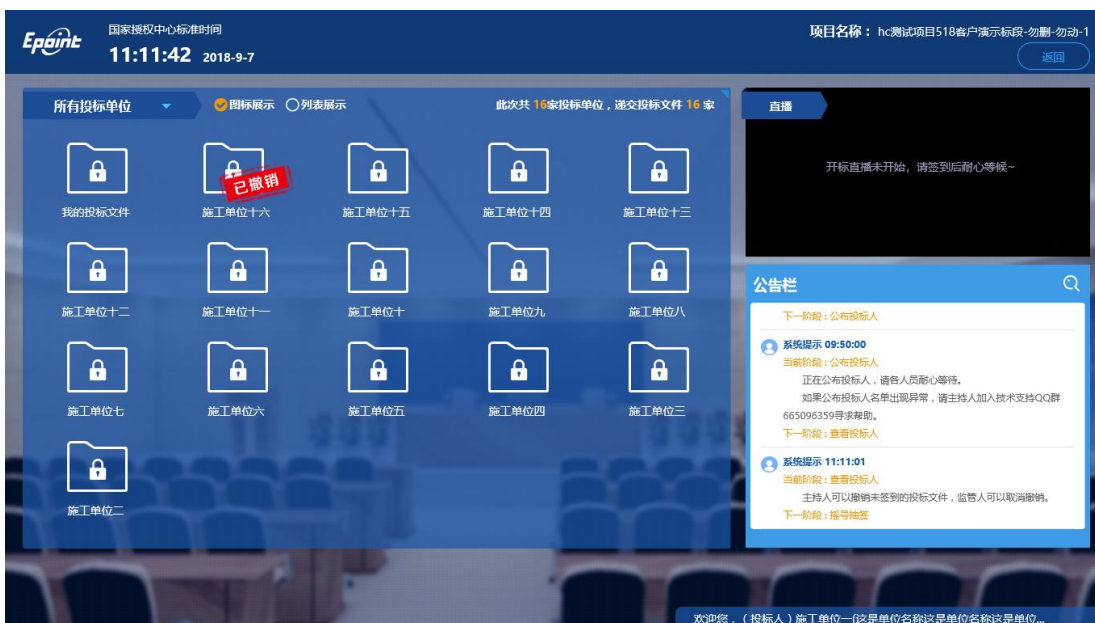 Epoint
国家授权中心标准时间
11:11:42 2018-9-7
项目名称：hc测试项目518客户演示标段-勿删-勿动-1
返回
所有投标单位
图标展示
列表展示
此次共 16家投标单位，递交投标文件 16 家
直播
开标直播未开始，请签到后耐心等候~
已撤销
我的投标文件
施工单位十六
施工单位十五
施工单位十四
施工单位十三
施工单位十二
施工单位十一
施工单位十
施工单位九
施工单位八
施工单位七
施工单位六
施工单位五
施工单位四
施工单位三
施工单位二
公告栏
下一阶段：公布投标人
系统提示 09:50:00
当前阶段：公布投标人
正在公布投标人，请各人员耐心等待。
如果公布投标人名单出现异常，请主持人加入技术支持QQ群
665096359寻求帮助。
下一阶段：查看投标人
系统提示 11:11:01
当前阶段：查看投标人
主持人可以撤销未签到的投标文件，监管人可以取消撤销。
下一阶段：摇号抽签
欢迎您，（投标人）施工单位一[这是单位名称这是单位名称这是单位...